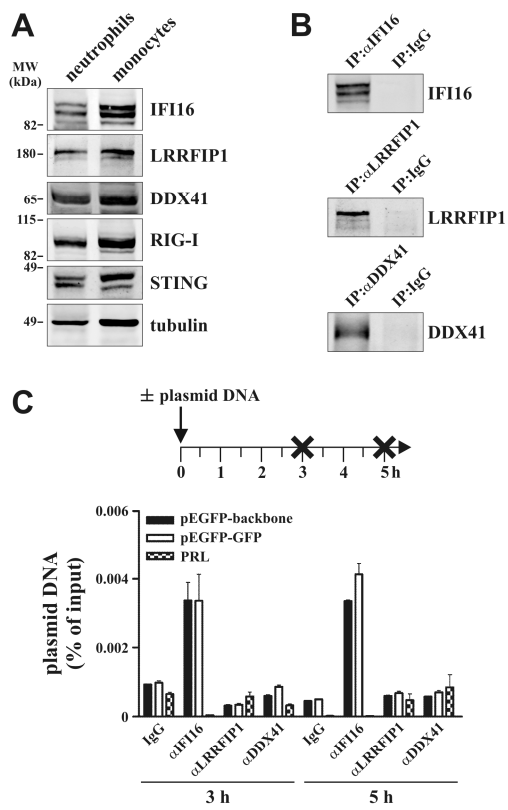 A
neutrophils
monocytes
MW
(kDa)
82–
IFI16
180–
LRRFIP1
65–
DDX41
115–
RIG-I
82–
49–
STING
49–
tubulin
B
IP:αIFI16
IP:IgG
IFI16
IP:αLRRFIP1
IP:IgG
LRRFIP1
IP:αDDX41
IP:IgG
DDX41
C
± plasmid DNA
0 1 2 3 4 5 h
plasmid DNA
(% of input)
0.006
0.004
0.002
0
pEGFP-backbone
pEGFP-GFP
PRL
IgG
αIFI16
αLRRFIP1
αDDX41
IgG
αIFI16
αLRRFIP1
αDDX41
3 h
5 h